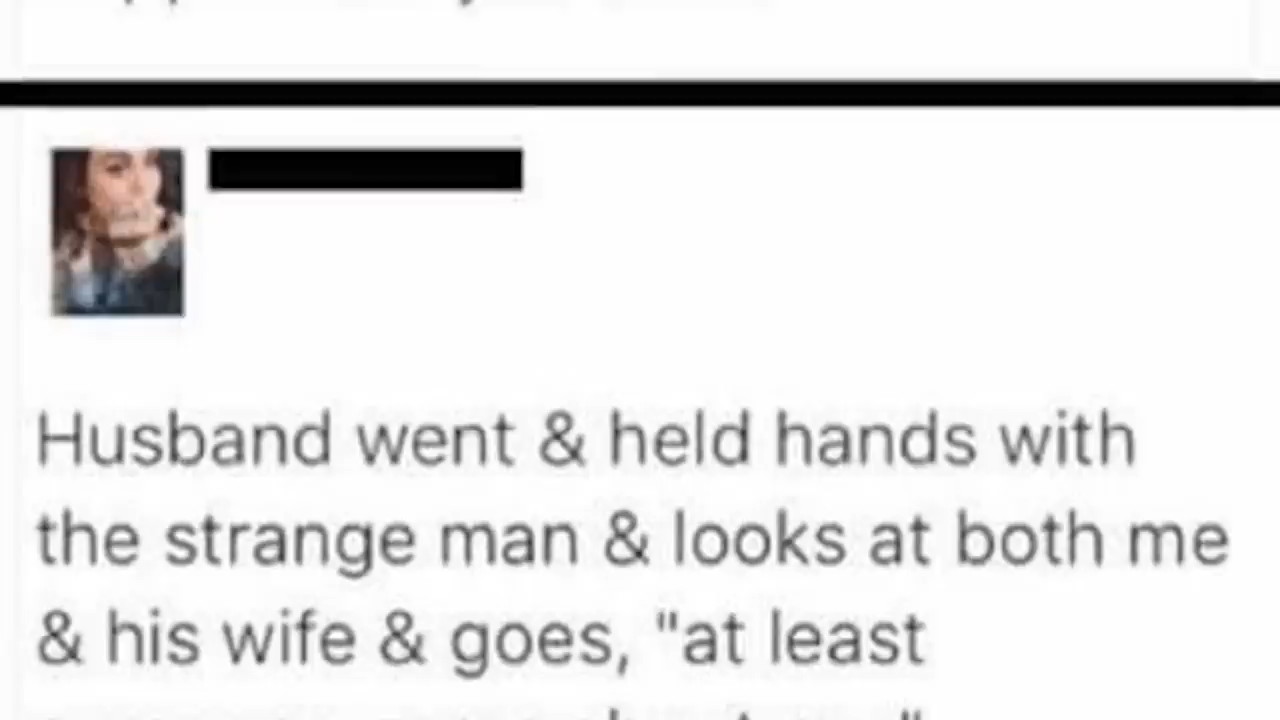 Husband went & held hands with
the strange man & looks at both me
& his wife & goes, "at least